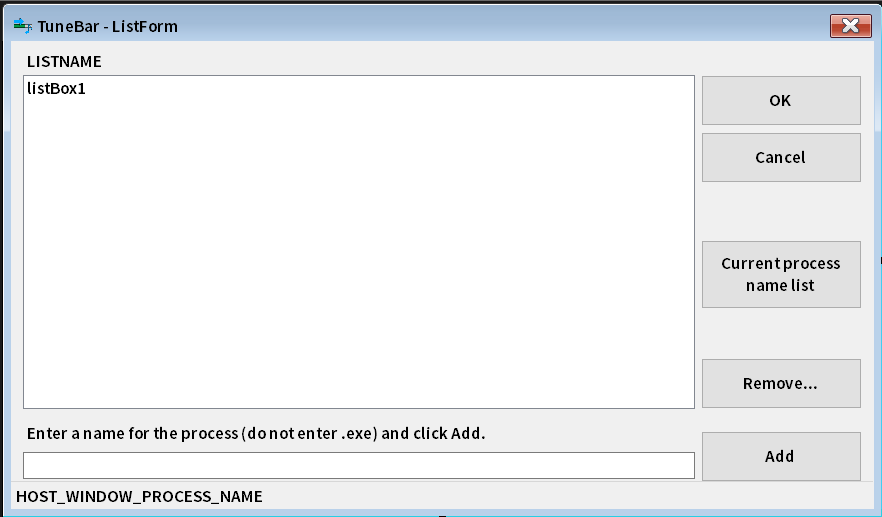 TuneBar - ListForm
LISTNAME
listBox1
OK
Cancel
Current process
name list
Remove...
Enter a name for the process (do not enter .exe) and click Add.
Add
HOST_WINDOW_PROCESS_NAME